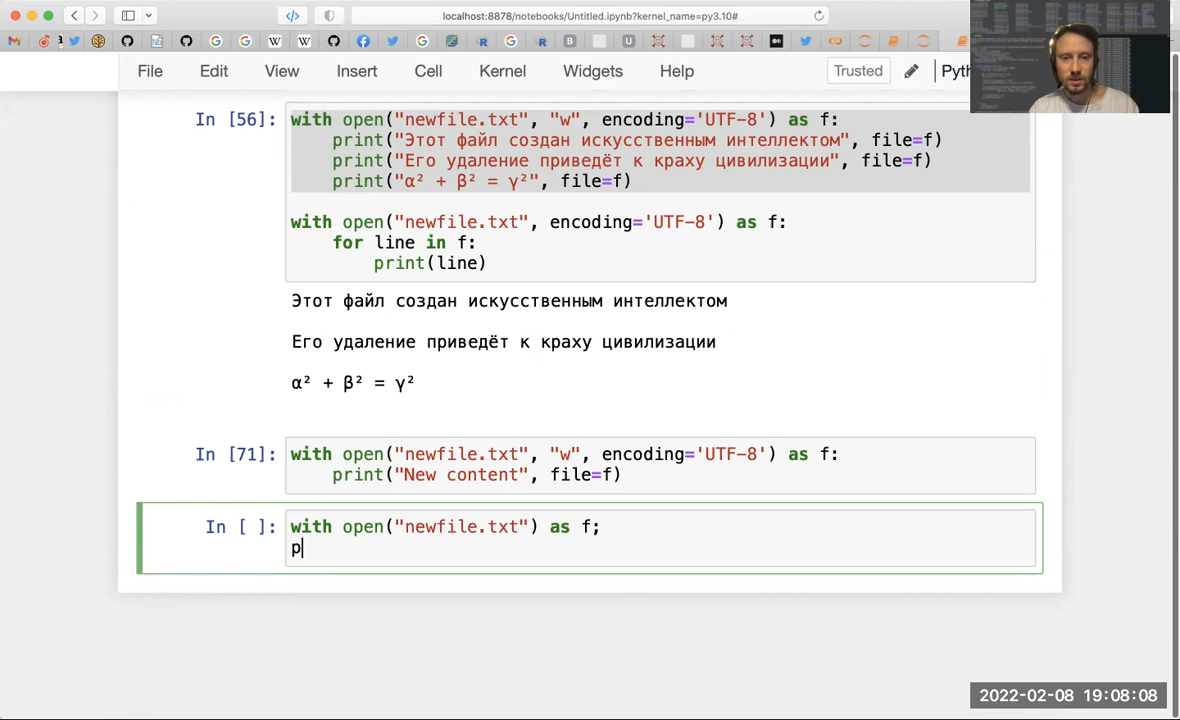 localhost:8878/notebooks/Untitled.ipynb?kernel_name=py3.10#
File Edit View Insert Cell Kernel Widgets Help Trusted
In [56]: with open("newfile.txt", "w", encoding='UTF-8') as f:
print("Этот файл создан искусственным интеллектом", file=f)
print("Его удаление приведёт к краху цивилизации", file=f)
print("α² + β² = γ²", file=f)
with open("newfile.txt", encoding='UTF-8') as f:
for line in f:
print(line)
Этот файл создан искусственным интеллектом
Его удаление приведёт к краху цивилизации
α² + β² = γ²
In [71]: with open("newfile.txt", "w", encoding='UTF-8') as f:
print("New content", file=f)
In [ ]: with open("newfile.txt") as f;
p
2022-02-08 19:08:08